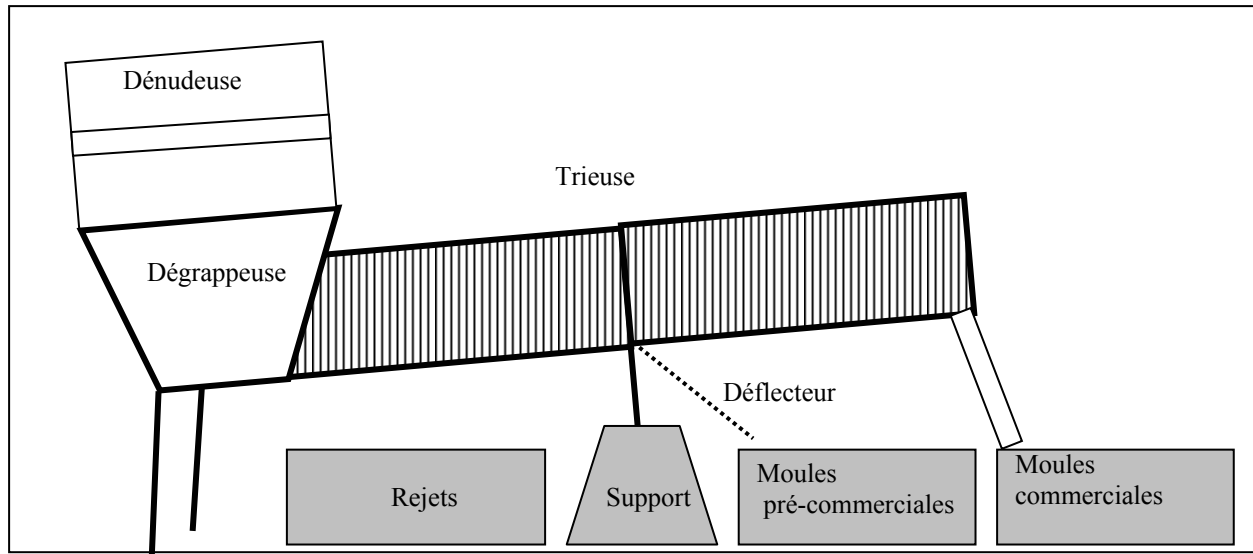 Dénudeuse
Trieuse
Dégrappeuse
Déflecteur
Rejets
Support
Moules
pré-commerciales
Moules
commerciales